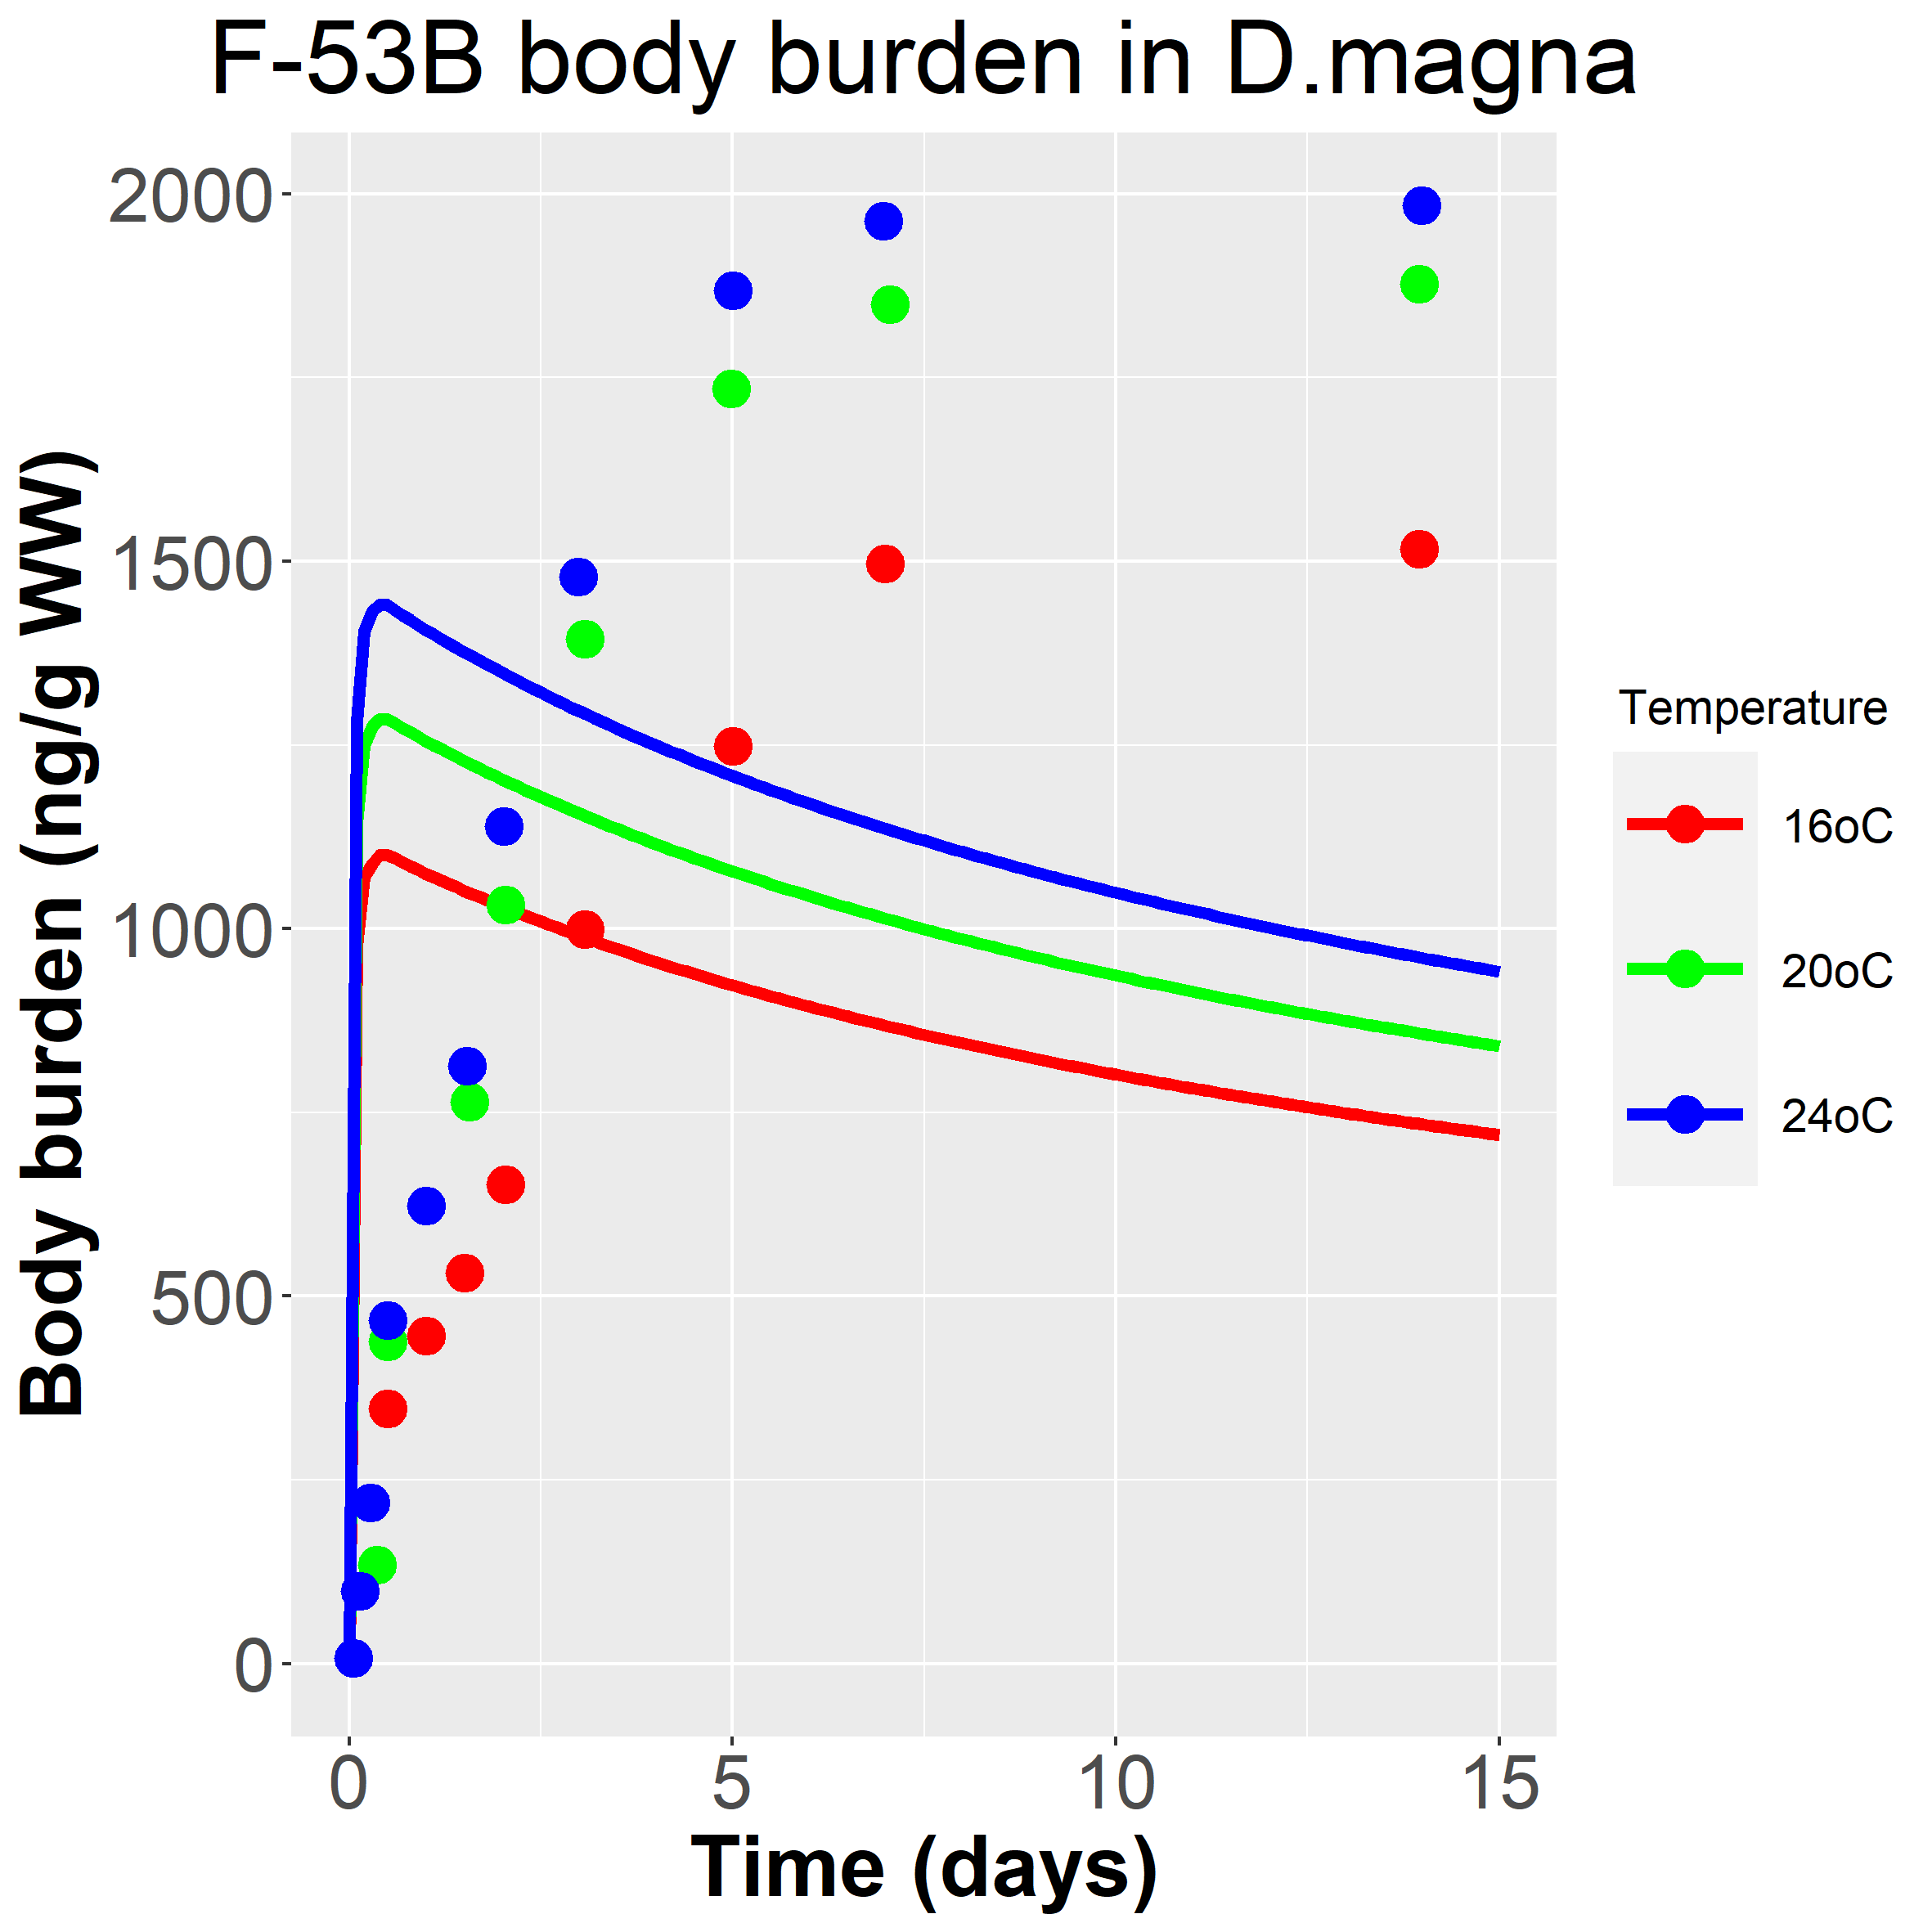 F-53B body burden in D.magna
Body burden (ng/g WW)
2000
1500
1000
500
0
0 5 10 15
Time (days)
Temperature
16oC
20oC
24oC